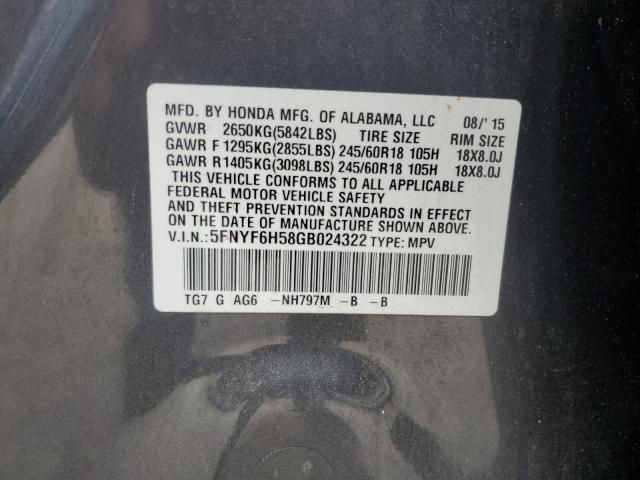 MFD. BY HONDA MFG. OF ALABAMA, LLC 08/'15
GVWR 2650KG(5842LBS) TIRE SIZE RIM SIZE
GAWR F 1295KG(2855LBS) 245/60R18 105H 18X8.0J
GAWR R 1405KG(3098LBS) 245/60R18 105H 18X8.0J
THIS VEHICLE CONFORMS TO ALL APPLICABLE
FEDERAL MOTOR VEHICLE SAFETY
AND THEFT PREVENTION STANDARDS IN EFFECT
ON THE DATE OF MANUFACTURE SHOWN ABOVE.
V.I.N.:5FNYF6H58GB024322 TYPE: MPV
TG7 G AG6 -NH797M -B -B